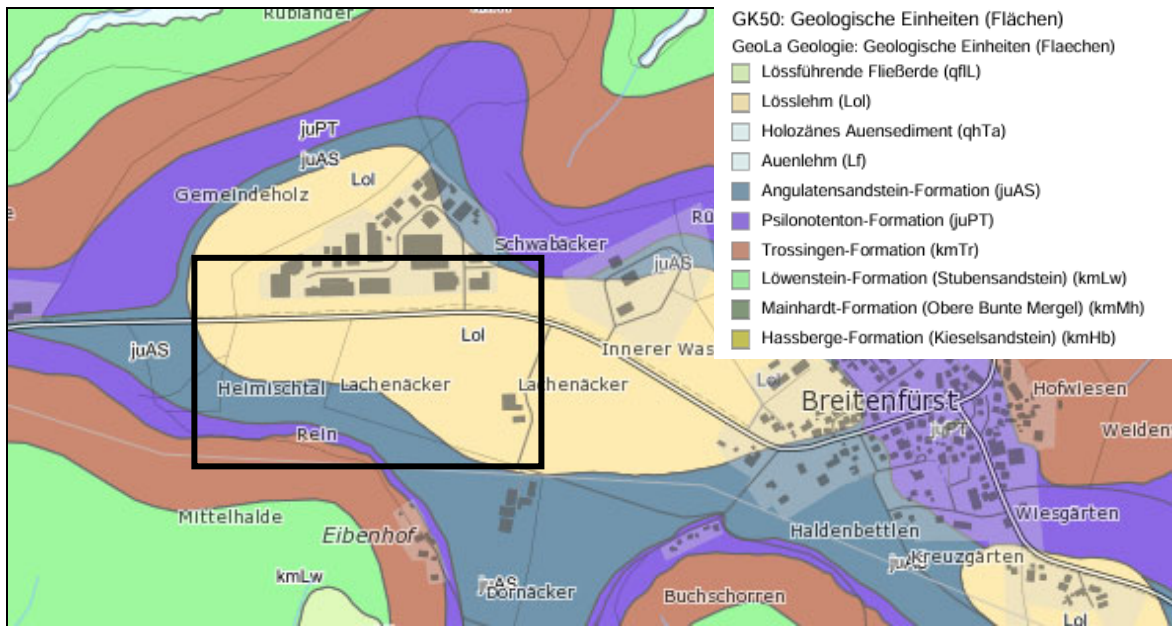 GK50: Geologische Einheiten (Flächen)
GeoLa Geologie: Geologische Einheiten (Flaechen)
Lössführende Fließerde (qflL)
Lösslehm (Lol)
Holozänes Auensediment (qhTa)
Auenlehm (Lf)
Angulatensandstein-Formation (juAS)
Psilonotenton-Formation (juPT)
Trossingen-Formation (kmTr)
Löwenstein-Formation (Stubensandstein) (kmLw)
Mainhardt-Formation (Obere Bunte Mergel) (kmMh)
Hassberge-Formation (Kieselsandstein) (kmHb)
juPT
juAS
Lol
Gemeindeholz
Rü
Schwabäcker
juAS
Lol
juAS
Innerer Was
Heimischtal
Lachenäcker
Lachenäcker
Lol
Hofwiesen
Breitenfürst
juPT
Rein
Mittelhalde
Wiesgärten
Eibenhof
Haldenbettlen
Kreuzgärten
juAS
kmLw
juAS
Dornäcker
Buchschorren
Lol